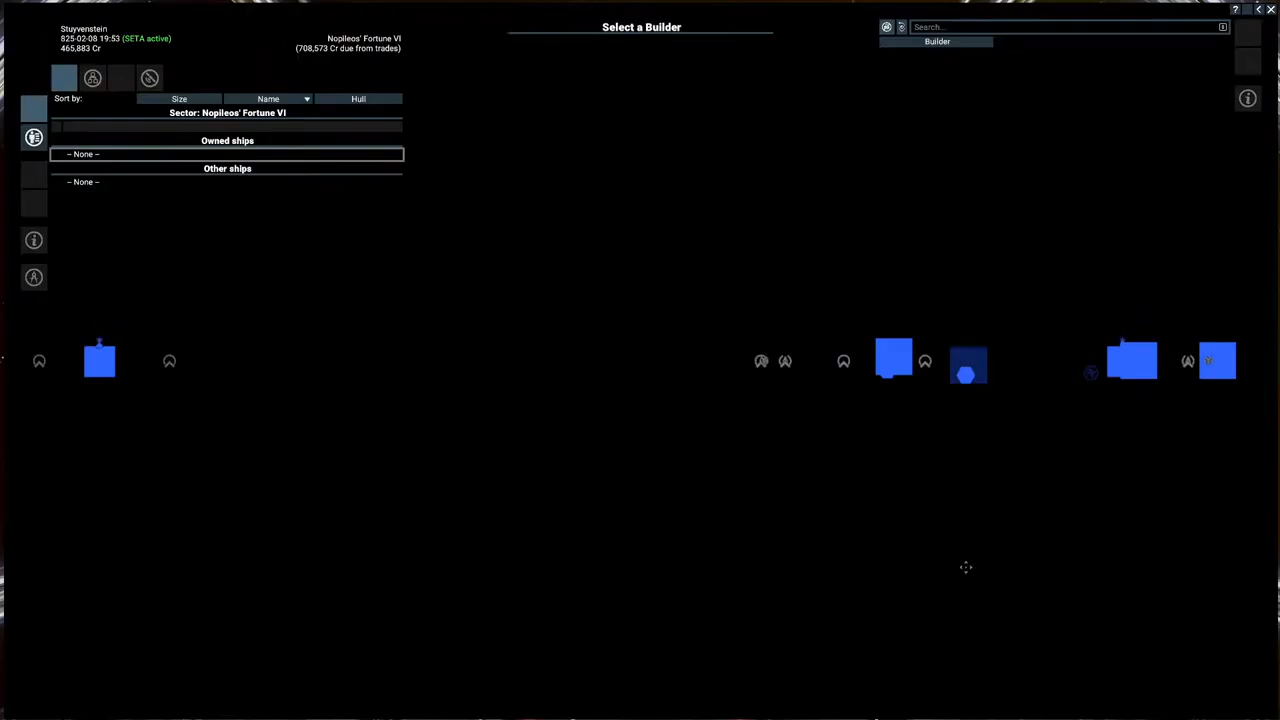 Select a Builder
Stuyvenstein
825-02-08 19:53 (SETA active)
Nopileos' Fortune VI
465,883 Cr
(708,573 Cr due from trades)
Search...
Builder
Sort by:
Size
Name
Hull
Sector: Nopileos' Fortune VI
Owned ships
– None –
Other ships
– None –